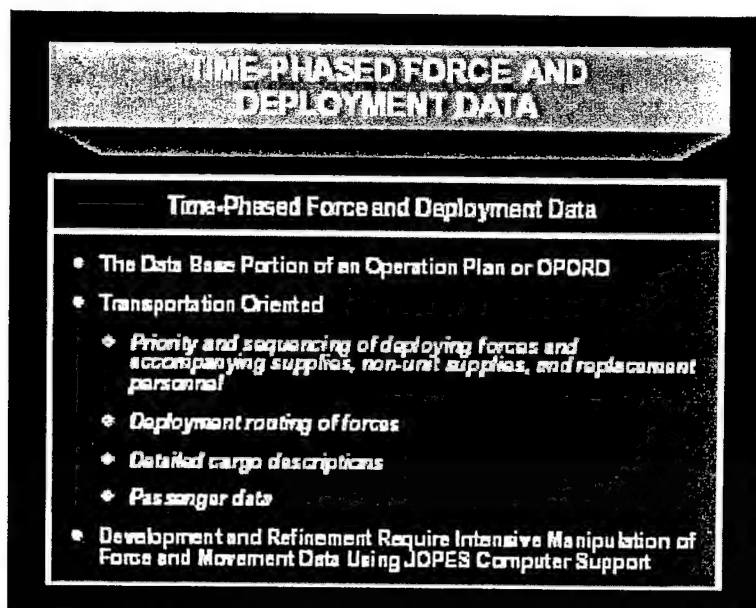 TIME-PHASED FORCE AND
DEPLOYMENT DATA
Time-Phased Force and Deployment Data
• The Data Base Portion of an Operation Plan or OPORD
• Transportation Oriented
Priority and sequencing of deploying forces and
accompanying supplies, non-unit supplies, and replacement
personnel
Deployment routing of forces
Detailed cargo descriptions
Passenger data
• Development and Refinement Require Intensive Manipulation of
Force and Movement Data Using JOPES Computer Support